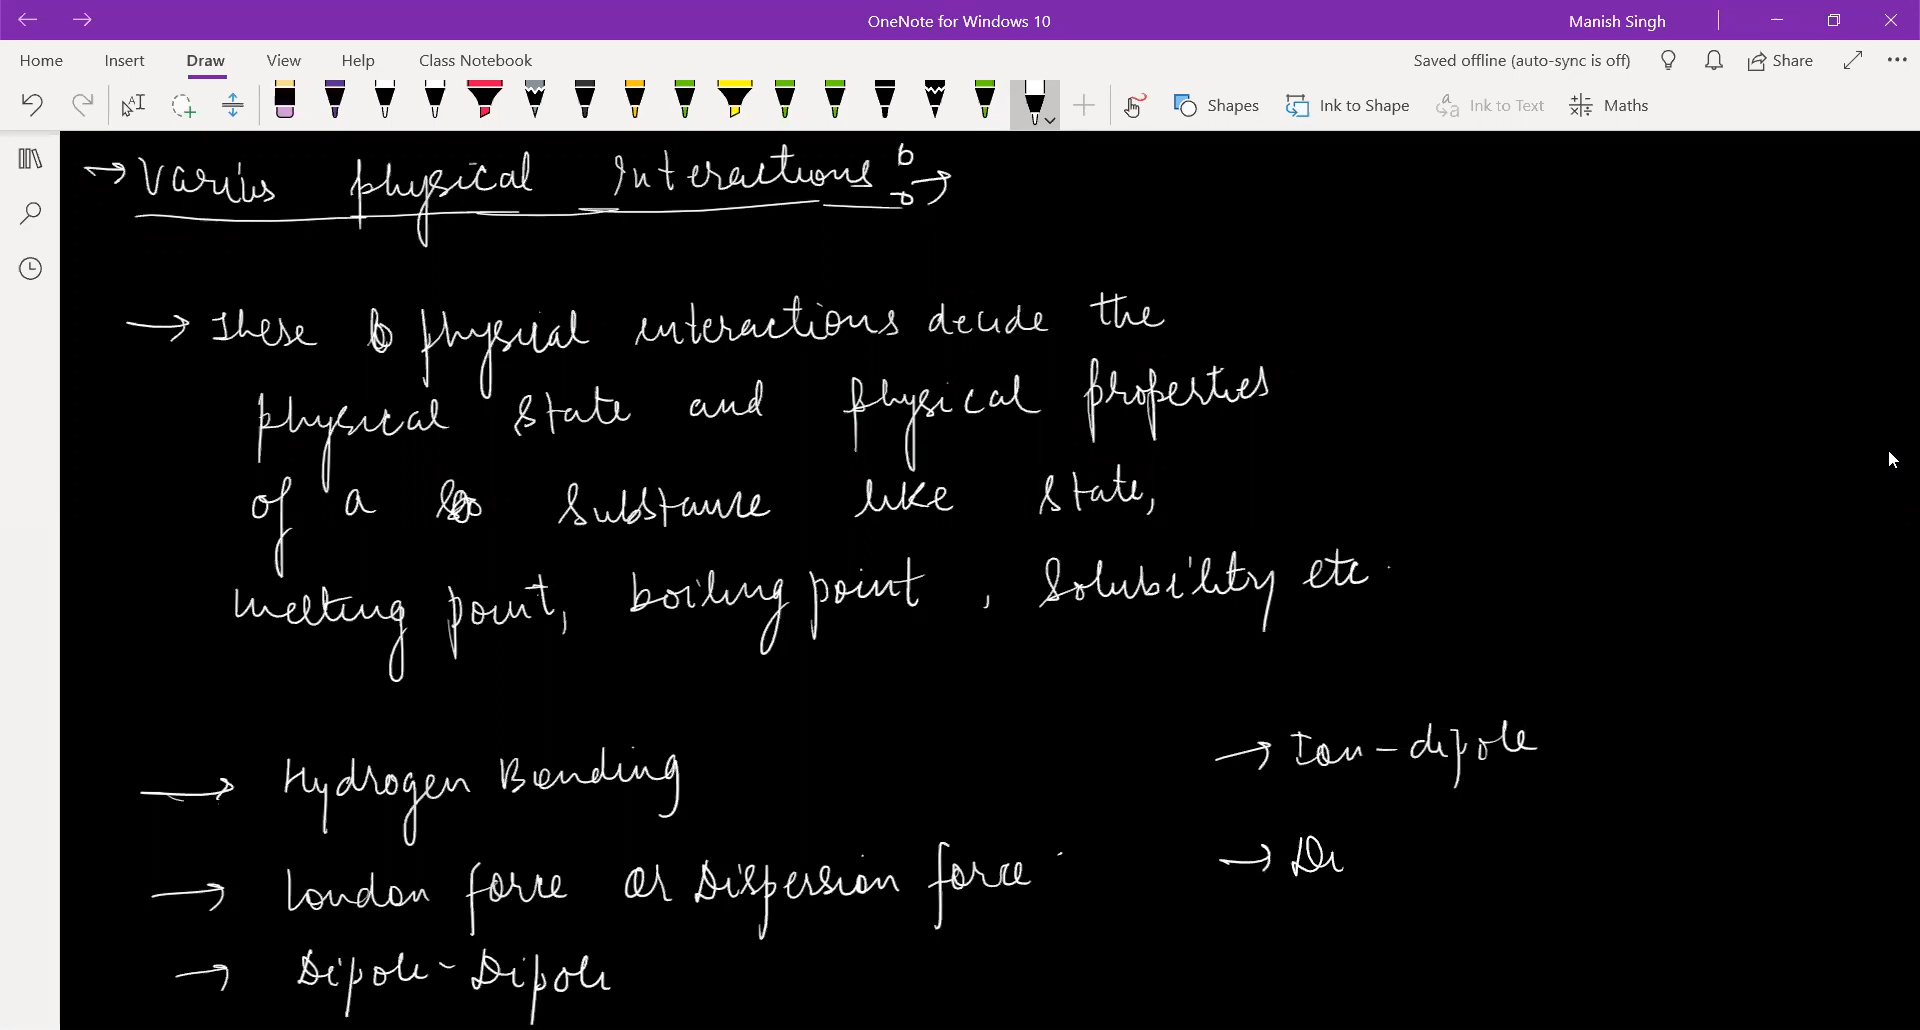 OneNote for Windows 10
Manish Singh
Home Insert Draw View Help Class Notebook
Saved offline (auto-sync is off) Share
Shapes Ink to Shape Ink to Text Maths
→ Various physical Interactions →
→ These physical interactions decide the
physical state and physical properties
of a substance like state,
melting point, boiling point, Solubility etc.
→ Hydrogen Bonding
→ London force or Dispersion force
→ Dipole-Dipole
→ Ion-dipole
→ Di